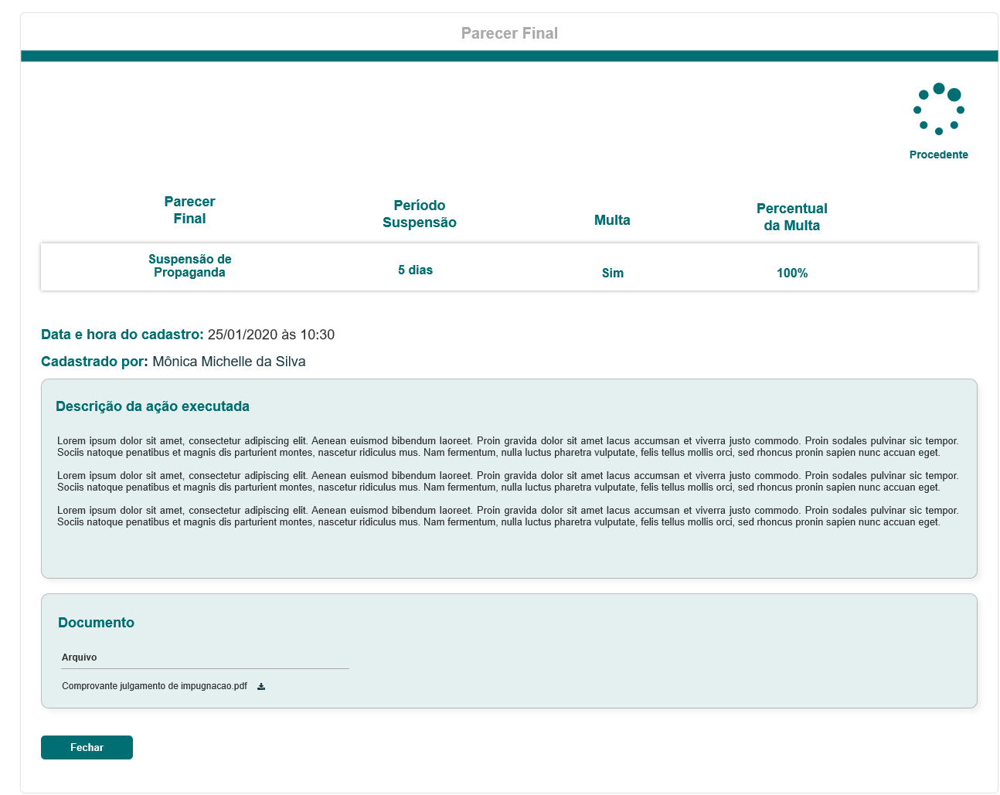 Parecer Final
Procedente
Parecer
Final
Período
Suspensão
Multa
Percentual
da Multa
Suspensão de
Propaganda
5 dias
Sim
100%
Data e hora do cadastro: 25/01/2020 às 10:30
Cadastrado por: Mônica Michelle da Silva
Descrição da ação executada
Lorem ipsum dolor sit amet, consectetur adipiscing elit. Aenean euismod bibendum laoreet. Proin gravida dolor sit amet lacus accumsan et viverra justo commodo. Proin sodales pulvinar sic tempor.
Sociis natoque penatibus et magnis dis parturient montes, nascetur ridiculus mus. Nam fermentum, nulla luctus pharetra vulputate, felis tellus mollis orci, sed rhoncus pronin sapien nunc accuan eget.
Lorem ipsum dolor sit amet, consectetur adipiscing elit. Aenean euismod bibendum laoreet. Proin gravida dolor sit amet lacus accumsan et viverra justo commodo. Proin sodales pulvinar sic tempor.
Sociis natoque penatibus et magnis dis parturient montes, nascetur ridiculus mus. Nam fermentum, nulla luctus pharetra vulputate, felis tellus mollis orci, sed rhoncus pronin sapien nunc accuan eget.
Lorem ipsum dolor sit amet, consectetur adipiscing elit. Aenean euismod bibendum laoreet. Proin gravida dolor sit amet lacus accumsan et viverra justo commodo. Proin sodales pulvinar sic tempor.
Sociis natoque penatibus et magnis dis parturient montes, nascetur ridiculus mus. Nam fermentum, nulla luctus pharetra vulputate, felis tellus mollis orci, sed rhoncus pronin sapien nunc accuan eget.
Documento
Arquivo
Comprovante julgamento de impugnacao.pdf
Fechar